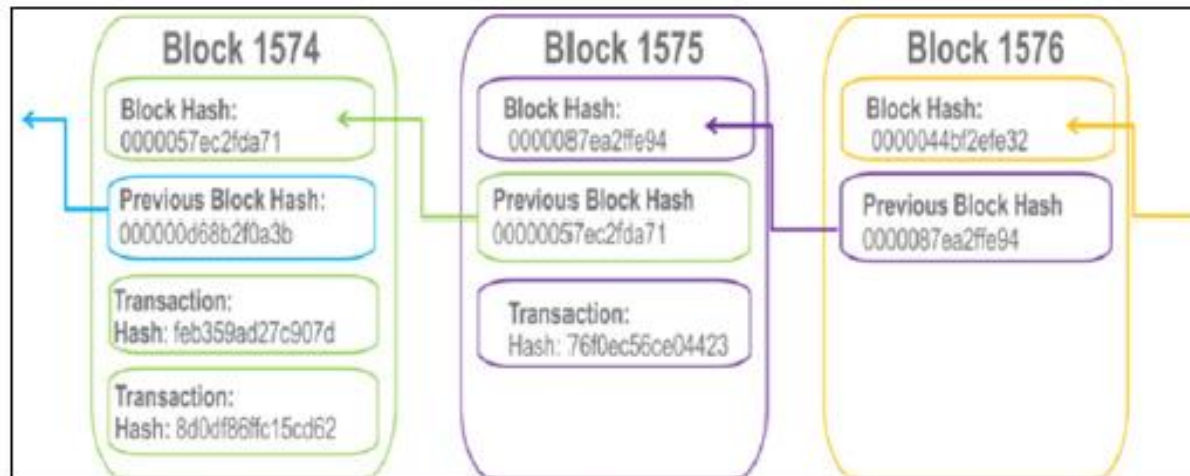 Block 1574
Block Hash:
0000057ec2fda71
Previous Block Hash:
000000d68b2f0a3b
Transaction:
Hash: feb359ad27c907d
Transaction:
Hash: 8d0df86ffc15cd62
Block 1575
Block Hash:
0000087ea2ffe94
Previous Block Hash
00000057ec2fda71
Transaction:
Hash: 76f0ec56ce04423
Block 1576
Block Hash:
0000044bf2efe32
Previous Block Hash
0000087ea2ffe94